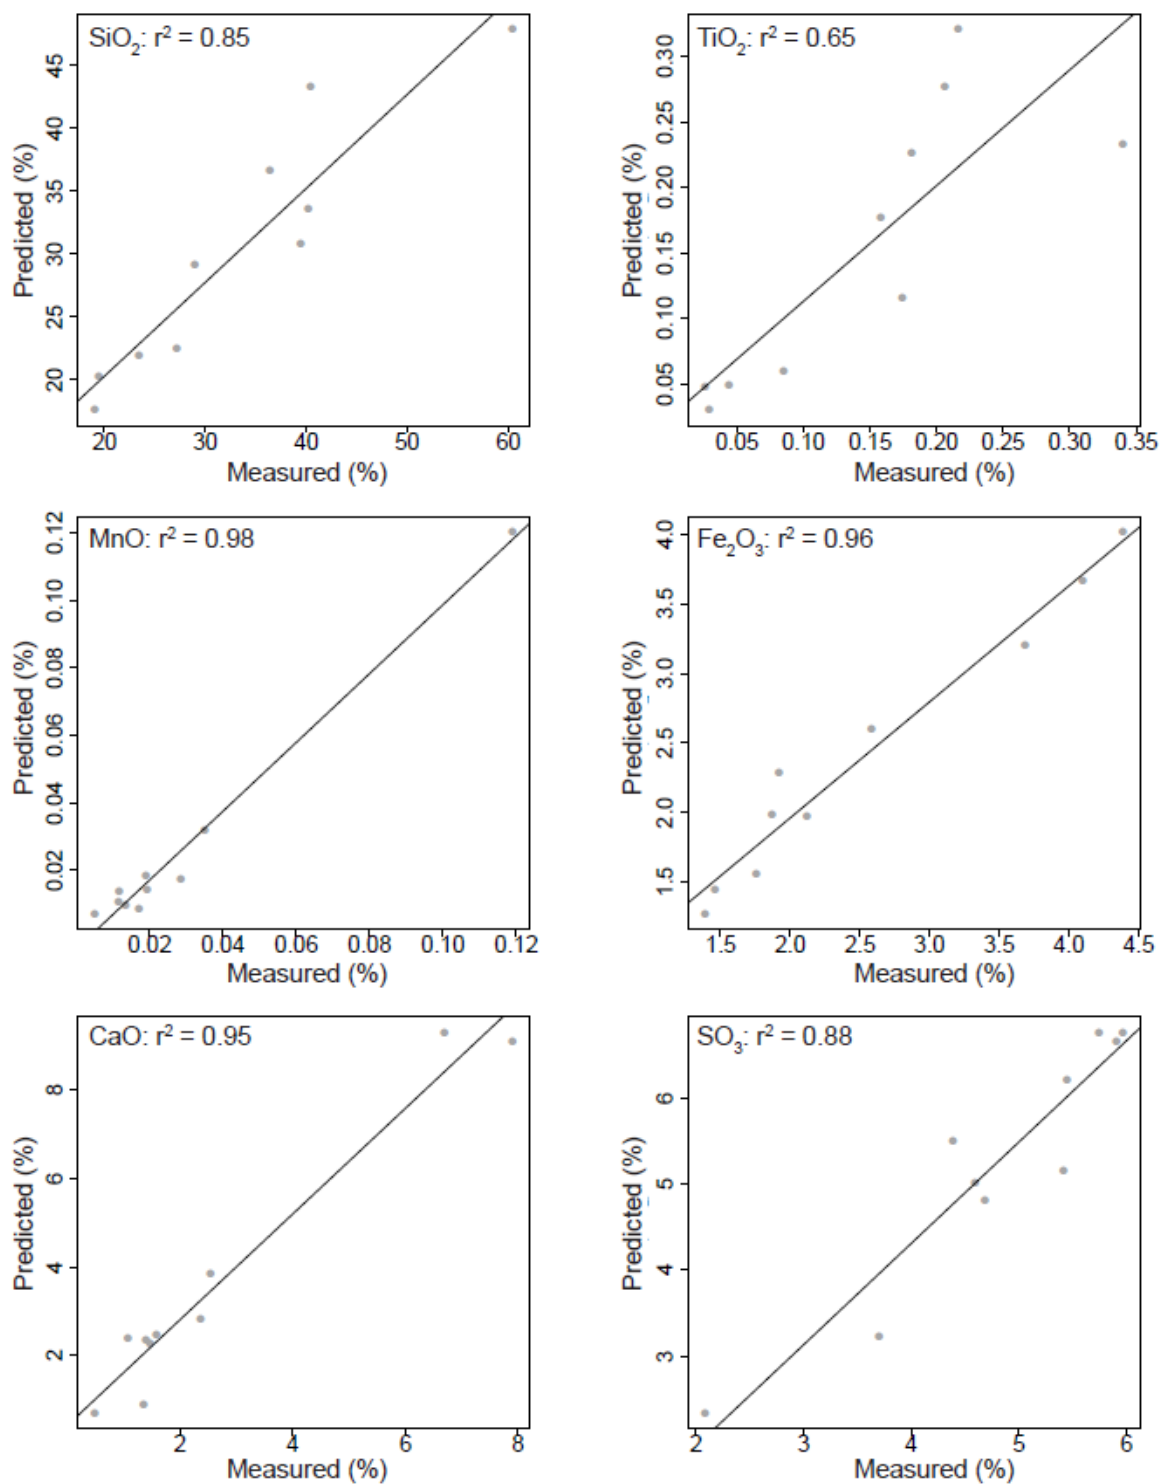 SiO₂: r² = 0.85
Predicted (%)
45
40
35
30
25
20
20 30 40 50 60
Measured (%)
TiO₂: r² = 0.65
Predicted (%)
0.30
0.25
0.20
0.15
0.10
0.05
0.05 0.10 0.15 0.20 0.25 0.30 0.35
Measured (%)
MnO: r² = 0.98
Predicted (%)
0.12
0.10
0.08
0.06
0.04
0.02
0.02 0.04 0.06 0.08 0.10 0.12
Measured (%)
Fe₂O₃: r² = 0.96
Predicted (%)
4.0
3.5
3.0
2.5
2.0
1.5
1.5 2.0 2.5 3.0 3.5 4.0 4.5
Measured (%)
CaO: r² = 0.95
Predicted (%)
8
6
4
2
2 4 6 8
Measured (%)
SO₃: r² = 0.88
Predicted (%)
6
5
4
3
2 3 4 5 6
Measured (%)